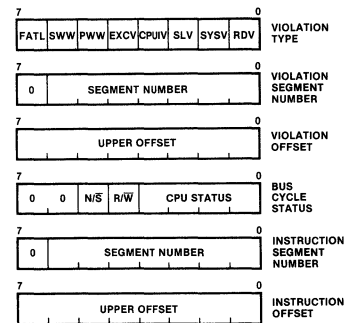 7 0
FATL SWW PWW EXCV CPUIV SLV SYSV RDV
VIOLATION
TYPE
7 0
0 SEGMENT NUMBER
VIOLATION
SEGMENT
NUMBER
7 0
UPPER OFFSET
VIOLATION
OFFSET
7 0
0 0 N/S̅ R/W̅ CPU STATUS
BUS
CYCLE
STATUS
7 0
0 SEGMENT NUMBER
INSTRUCTION
SEGMENT
NUMBER
7 0
UPPER OFFSET
INSTRUCTION
OFFSET